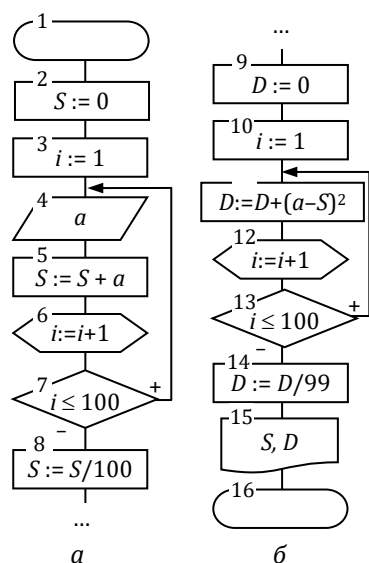 1
2
S := 0
3
i := 1
4
a
5
S := S + a
6
i:=i+1
7
+
i ≤ 100
–
8
S := S/100
...
а
...
9
D := 0
10
i := 1
D:=D+(a–S)²
12
i:=i+1
13
+
i ≤ 100
–
14
D := D/99
15
S, D
16
б